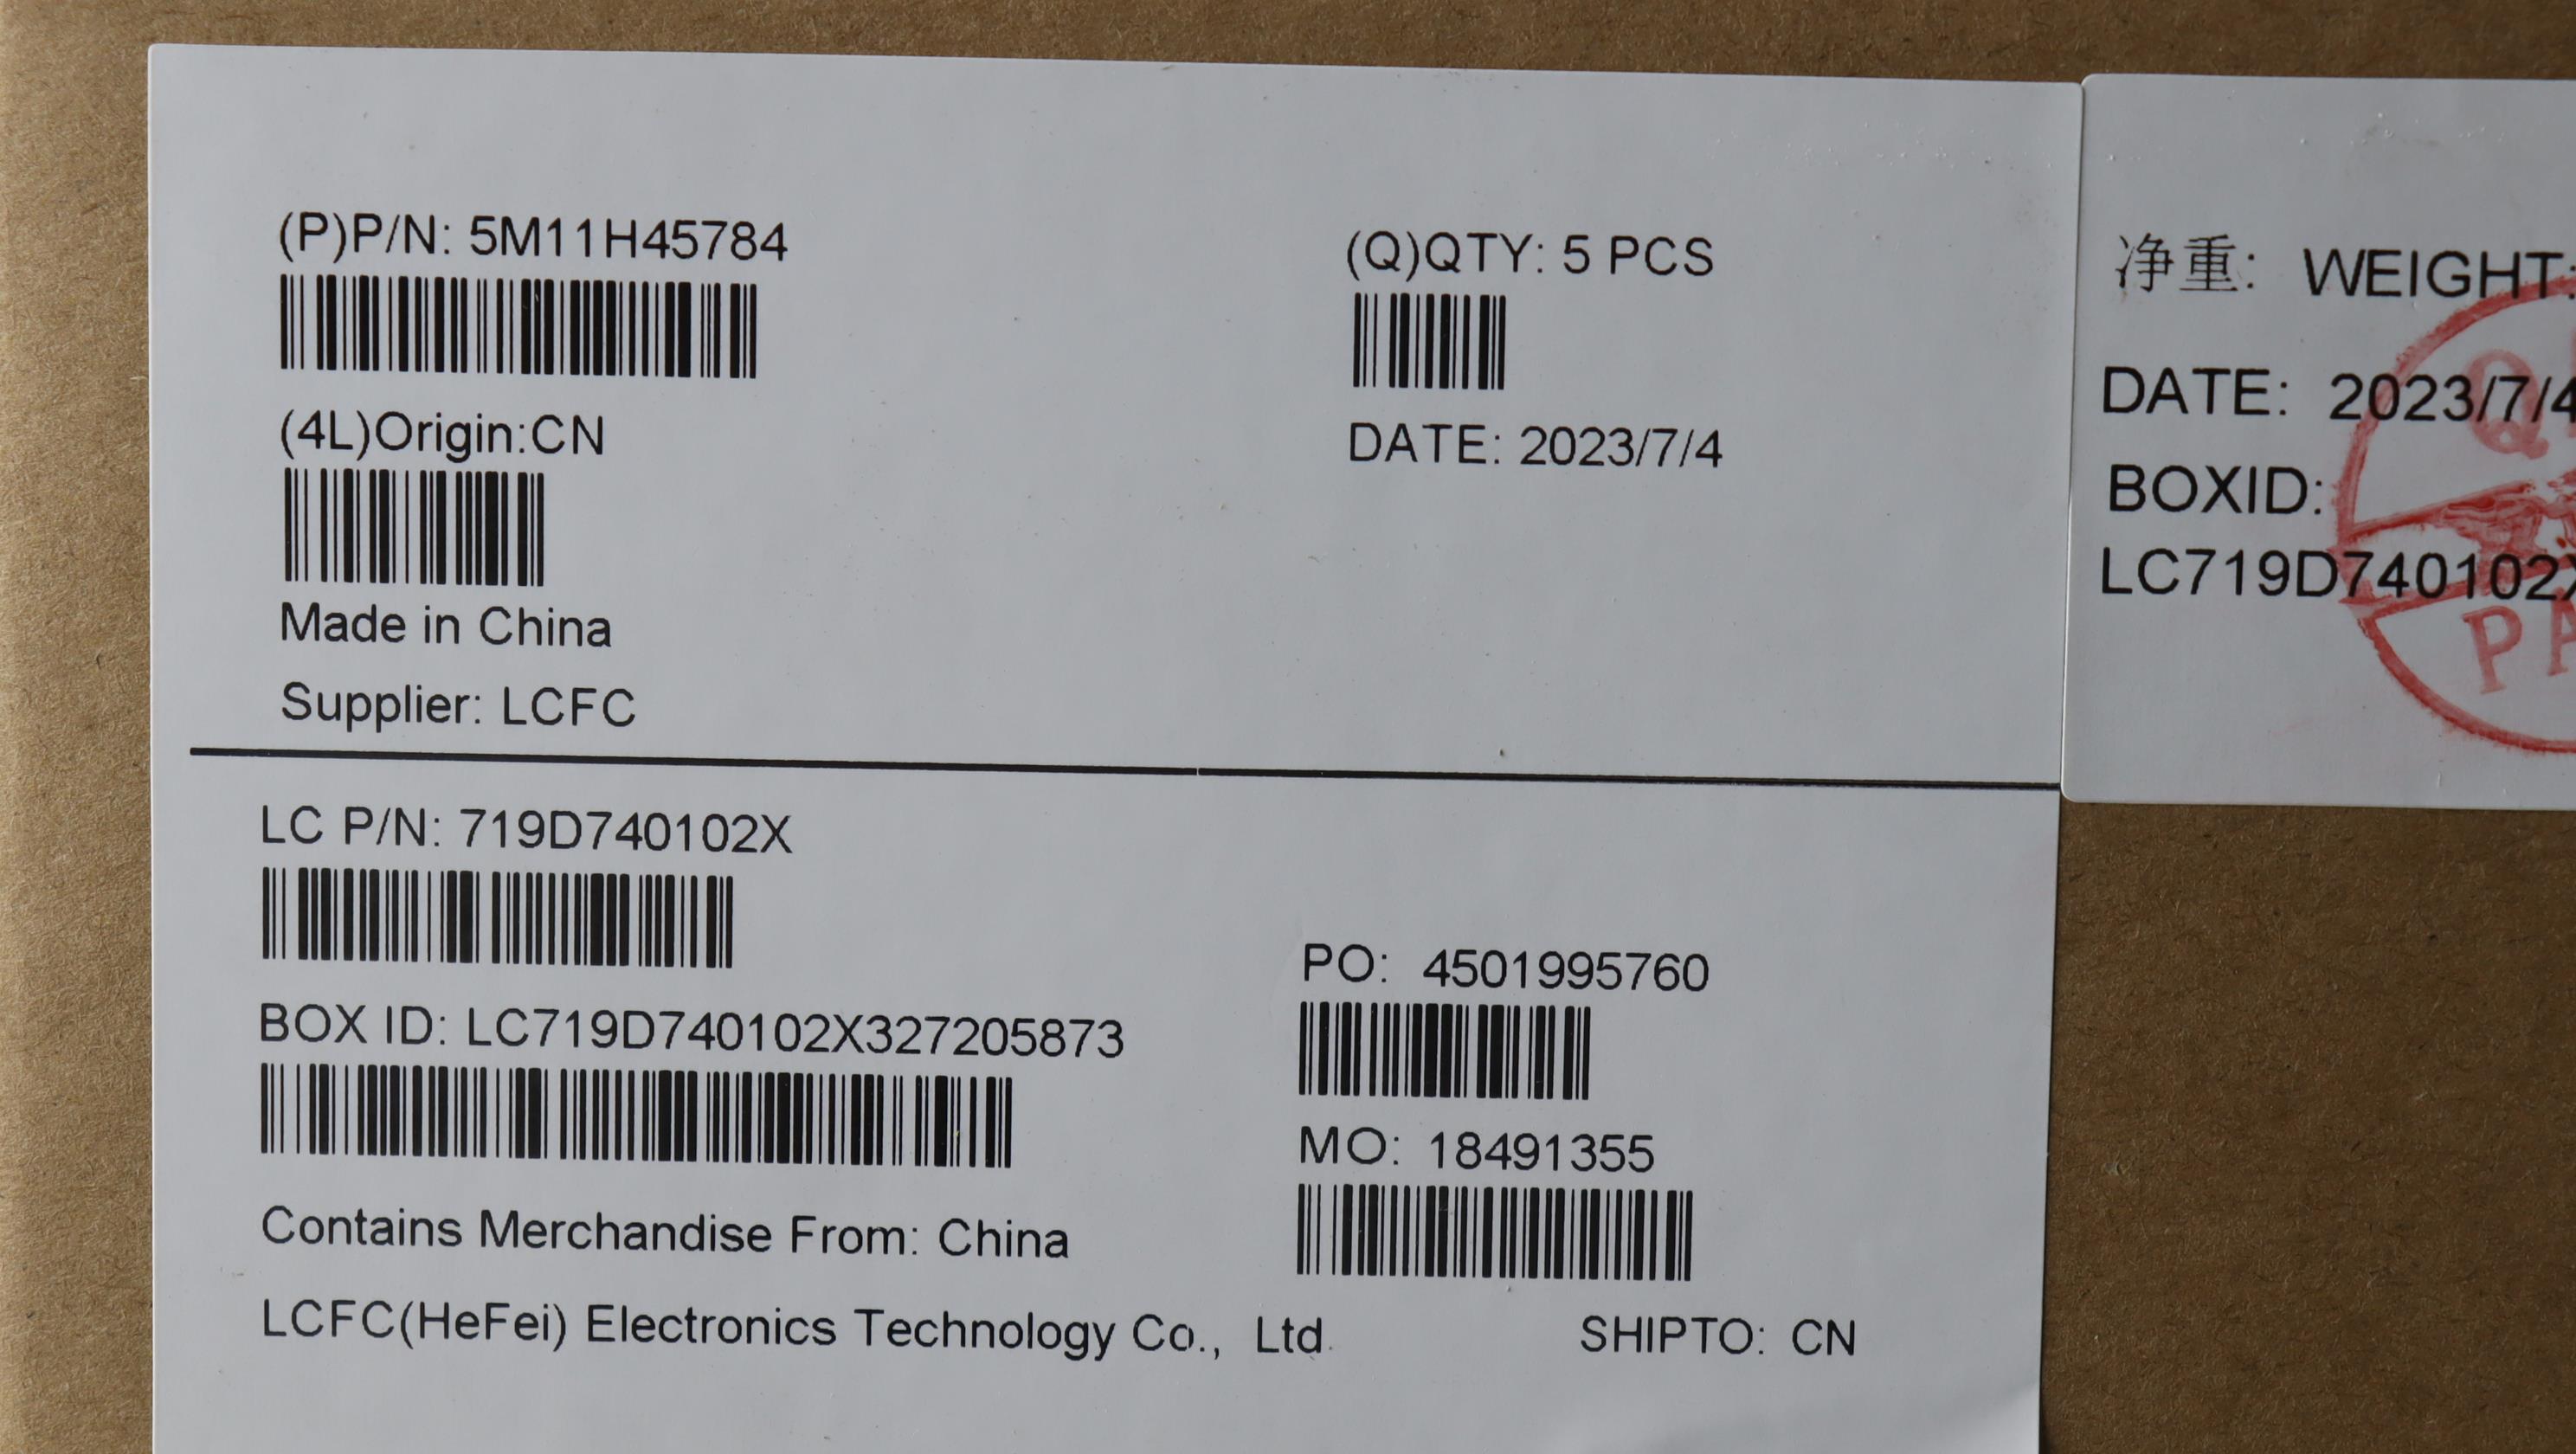 (P)P/N: 5M11H45784
(4L)Origin:CN
Made in China
Supplier: LCFC
(Q)QTY: 5 PCS
DATE: 2023/7/4
LC P/N: 719D740102X
BOX ID: LC719D740102X327205873
Contains Merchandise From: China
LCFC(HeFei) Electronics Technology Co., Ltd.
PO: 4501995760
MO: 18491355
SHIPTO: CN
净重: WEIGHT:
DATE: 2023/7/4
BOXID:
LC719D740102X